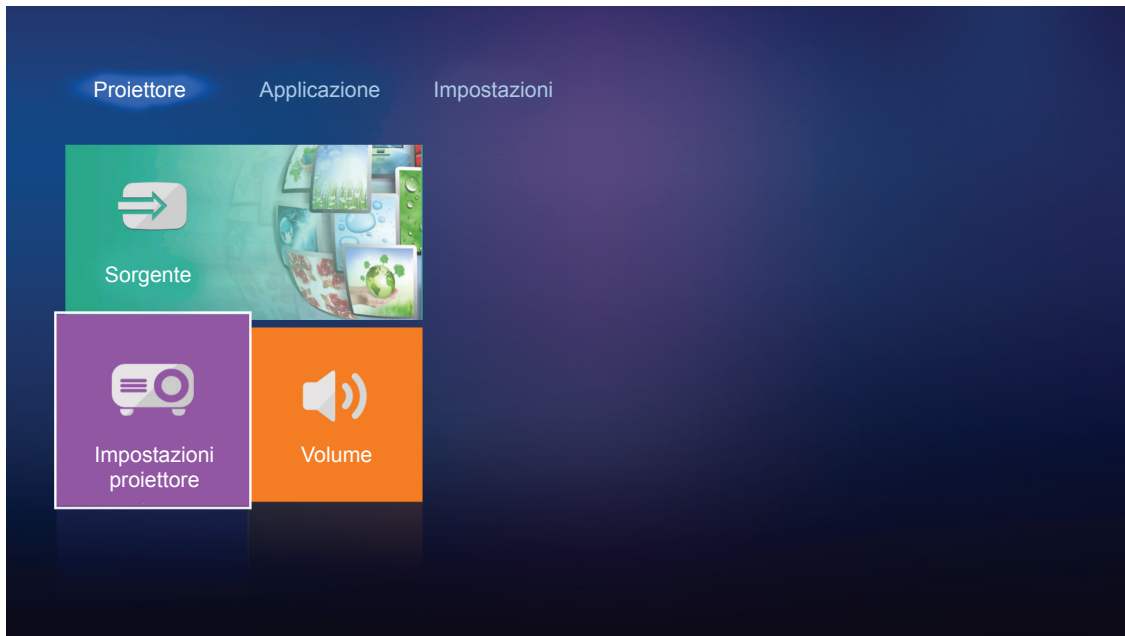 Proiettore Applicazione Impostazioni
Sorgente
Impostazioni
proiettore
Volume